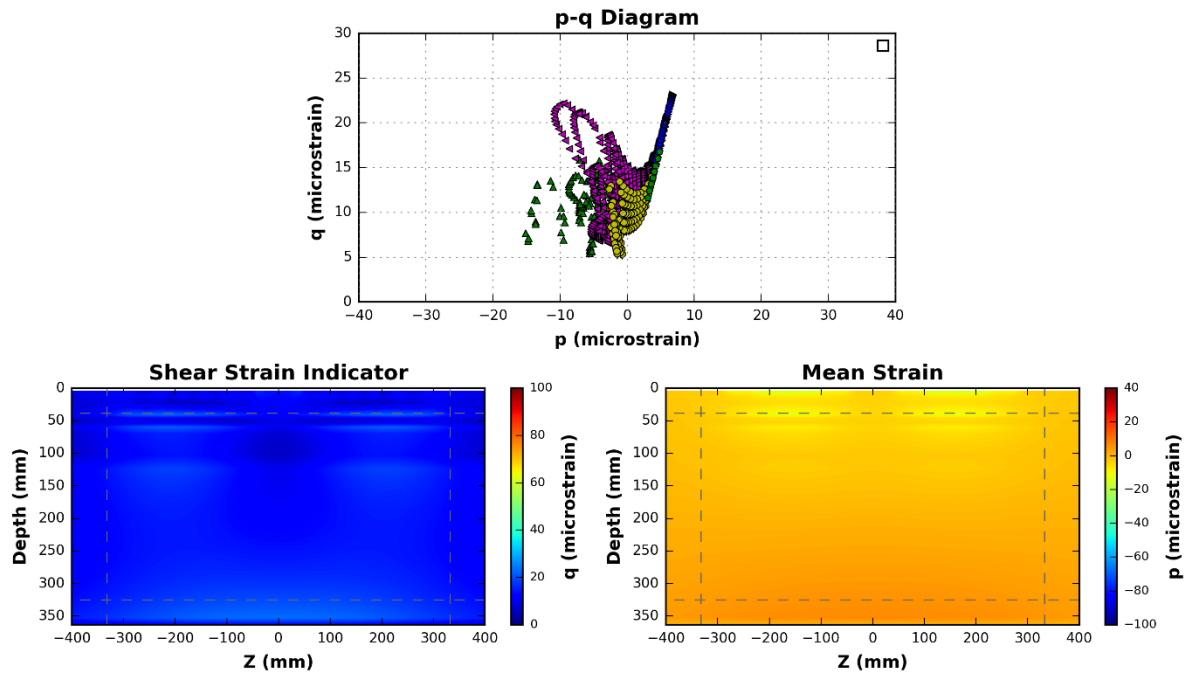 p-q Diagram
30
25
20
15
10
5
0
q (microstrain)
−40 −30 −20 −10 0 10 20 30 40
p (microstrain)
Shear Strain Indicator
0
50
100
150
200
250
300
350
Depth (mm)
−400 −300 −200 −100 0 100 200 300 400
Z (mm)
100
80
60
40
20
0
q (microstrain)
Mean Strain
0
50
100
150
200
250
300
350
Depth (mm)
−400 −300 −200 −100 0 100 200 300 400
Z (mm)
40
20
0
−20
−40
−60
−80
−100
p (microstrain)